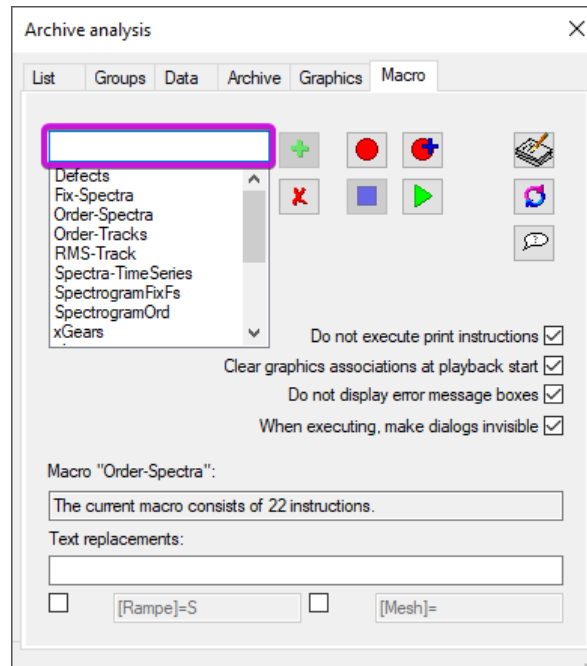 Archive analysis
List Groups Data Archive Graphics Macro
Defects
Fix-Spectra
Order-Spectra
Order-Tracks
RMS-Track
Spectra-TimeSeries
SpectrogramFixFs
SpectrogramOrd
xGears
Do not execute print instructions
Clear graphics associations at playback start
Do not display error message boxes
When executing, make dialogs invisible
Macro "Order-Spectra":
The current macro consists of 22 instructions.
Text replacements:
[Rampe]=S [Mesh]=